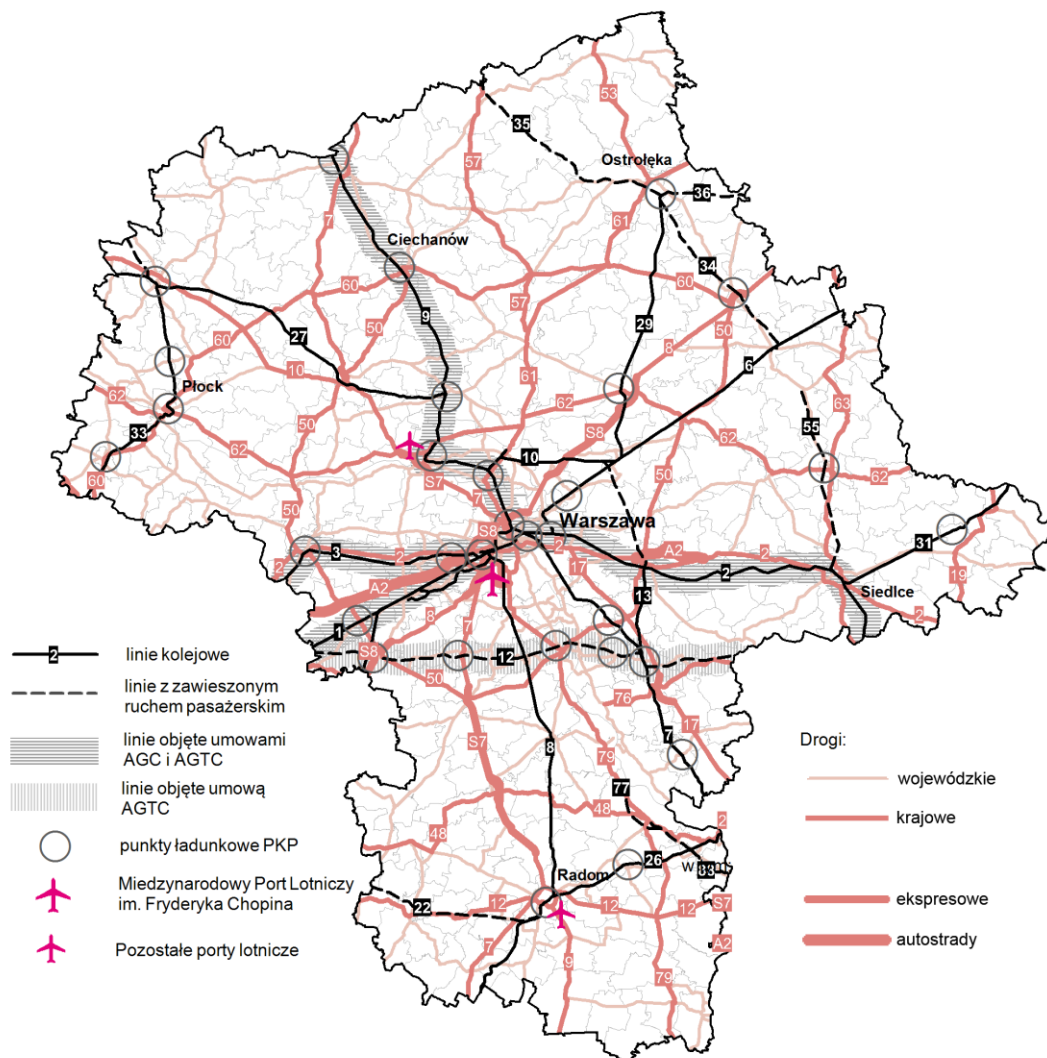 53
35
Ostrołęka
57
36
7
61
Ciechanów
34
60
60
9
57
50
29
50
8
60
27
6
10
61
Płock
62
62
63
33
50
S8
62
55
62
10
60
S7
50
62
7
50
S8
Warszawa
31
3
2
2
A2
2
2
2
17
19
A2
13
Siedlce
1
8
7
2
S8
12
50
76
17
7
S7
8
79
77
48
48
2
26
83
Radom
22
12
12
12
S7
7
A2
9
79
2 linie kolejowe
linie z zawieszonym
ruchem pasażerskim
linie objęte umowami
AGC i AGTC
linie objęte umową
AGTC
punkty ładunkowe PKP
Miedzynarodowy Port Lotniczy
im. Fryderyka Chopina
Pozostałe porty lotnicze
Drogi:
wojewódzkie
krajowe
ekspresowe
autostrady